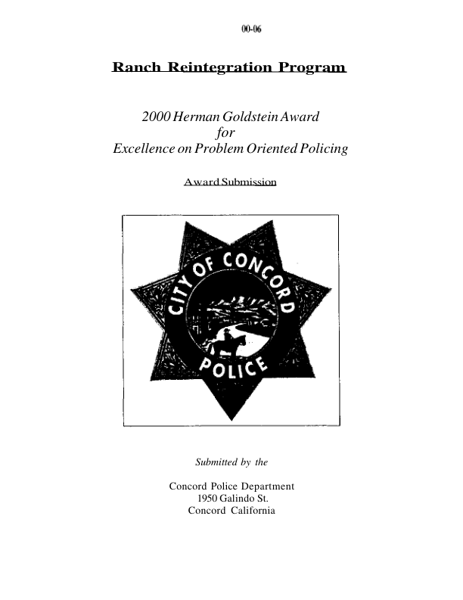 00-06
Ranch Reintegration Program
2000 Herman Goldstein Award
for
Excellence on Problem Oriented Policing
Award Submission
CITY OF CONCORD
POLICE
Submitted by the
Concord Police Department
1950 Galindo St.
Concord California